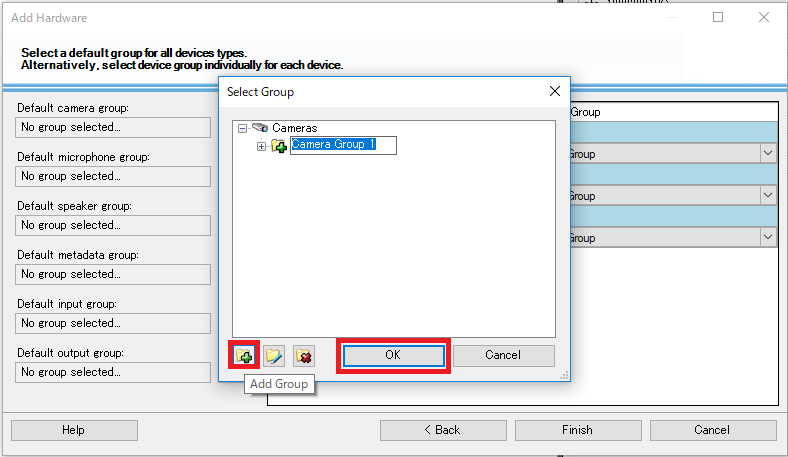 Add Hardware
Select a default group for all devices types.
Alternatively, select device group individually for each device.
Default camera group:
No group selected...
Default microphone group:
No group selected...
Default speaker group:
No group selected...
Default metadata group:
No group selected...
Default input group:
No group selected...
Default output group:
No group selected...
Select Group
Cameras
Camera Group 1
OK
Cancel
Add Group
Group
Group
Group
Group
Help
< Back
Finish
Cancel